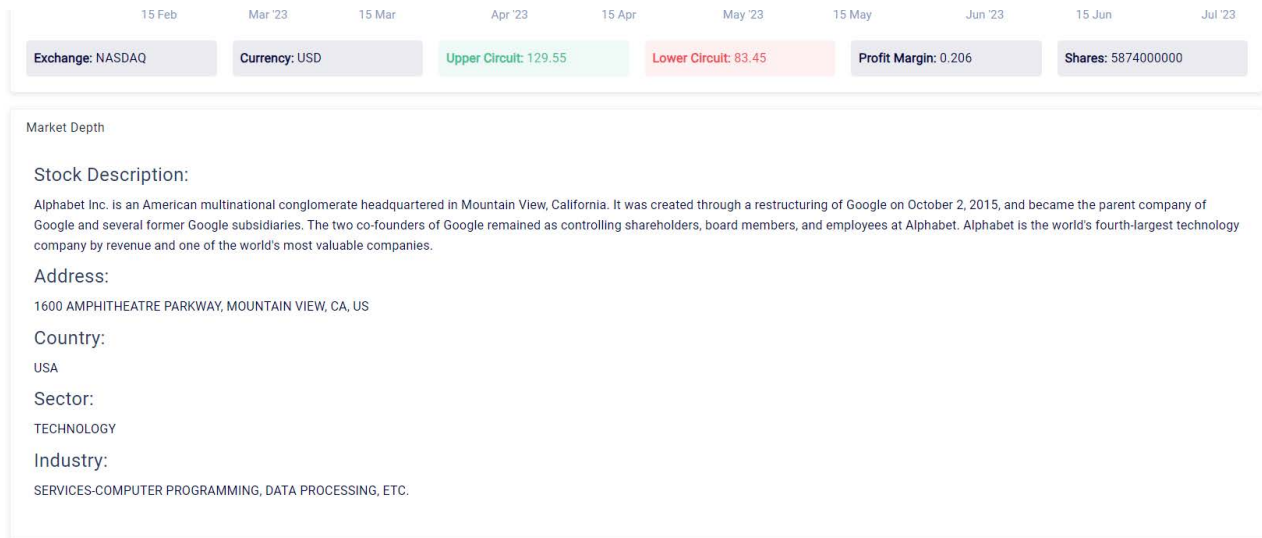 15 Feb Mar '23 15 Mar Apr '23 15 Apr May '23 15 May Jun '23 15 Jun Jul '23
Exchange: NASDAQ Currency: USD Upper Circuit: 129.55 Lower Circuit: 83.45 Profit Margin: 0.206 Shares: 5874000000
Market Depth
Stock Description:
Alphabet Inc. is an American multinational conglomerate headquartered in Mountain View, California. It was created through a restructuring of Google on October 2, 2015, and became the parent company of
Google and several former Google subsidiaries. The two co-founders of Google remained as controlling shareholders, board members, and employees at Alphabet. Alphabet is the world's fourth-largest technology
company by revenue and one of the world's most valuable companies.
Address:
1600 AMPHITHEATRE PARKWAY, MOUNTAIN VIEW, CA, US
Country:
USA
Sector:
TECHNOLOGY
Industry:
SERVICES-COMPUTER PROGRAMMING, DATA PROCESSING, ETC.